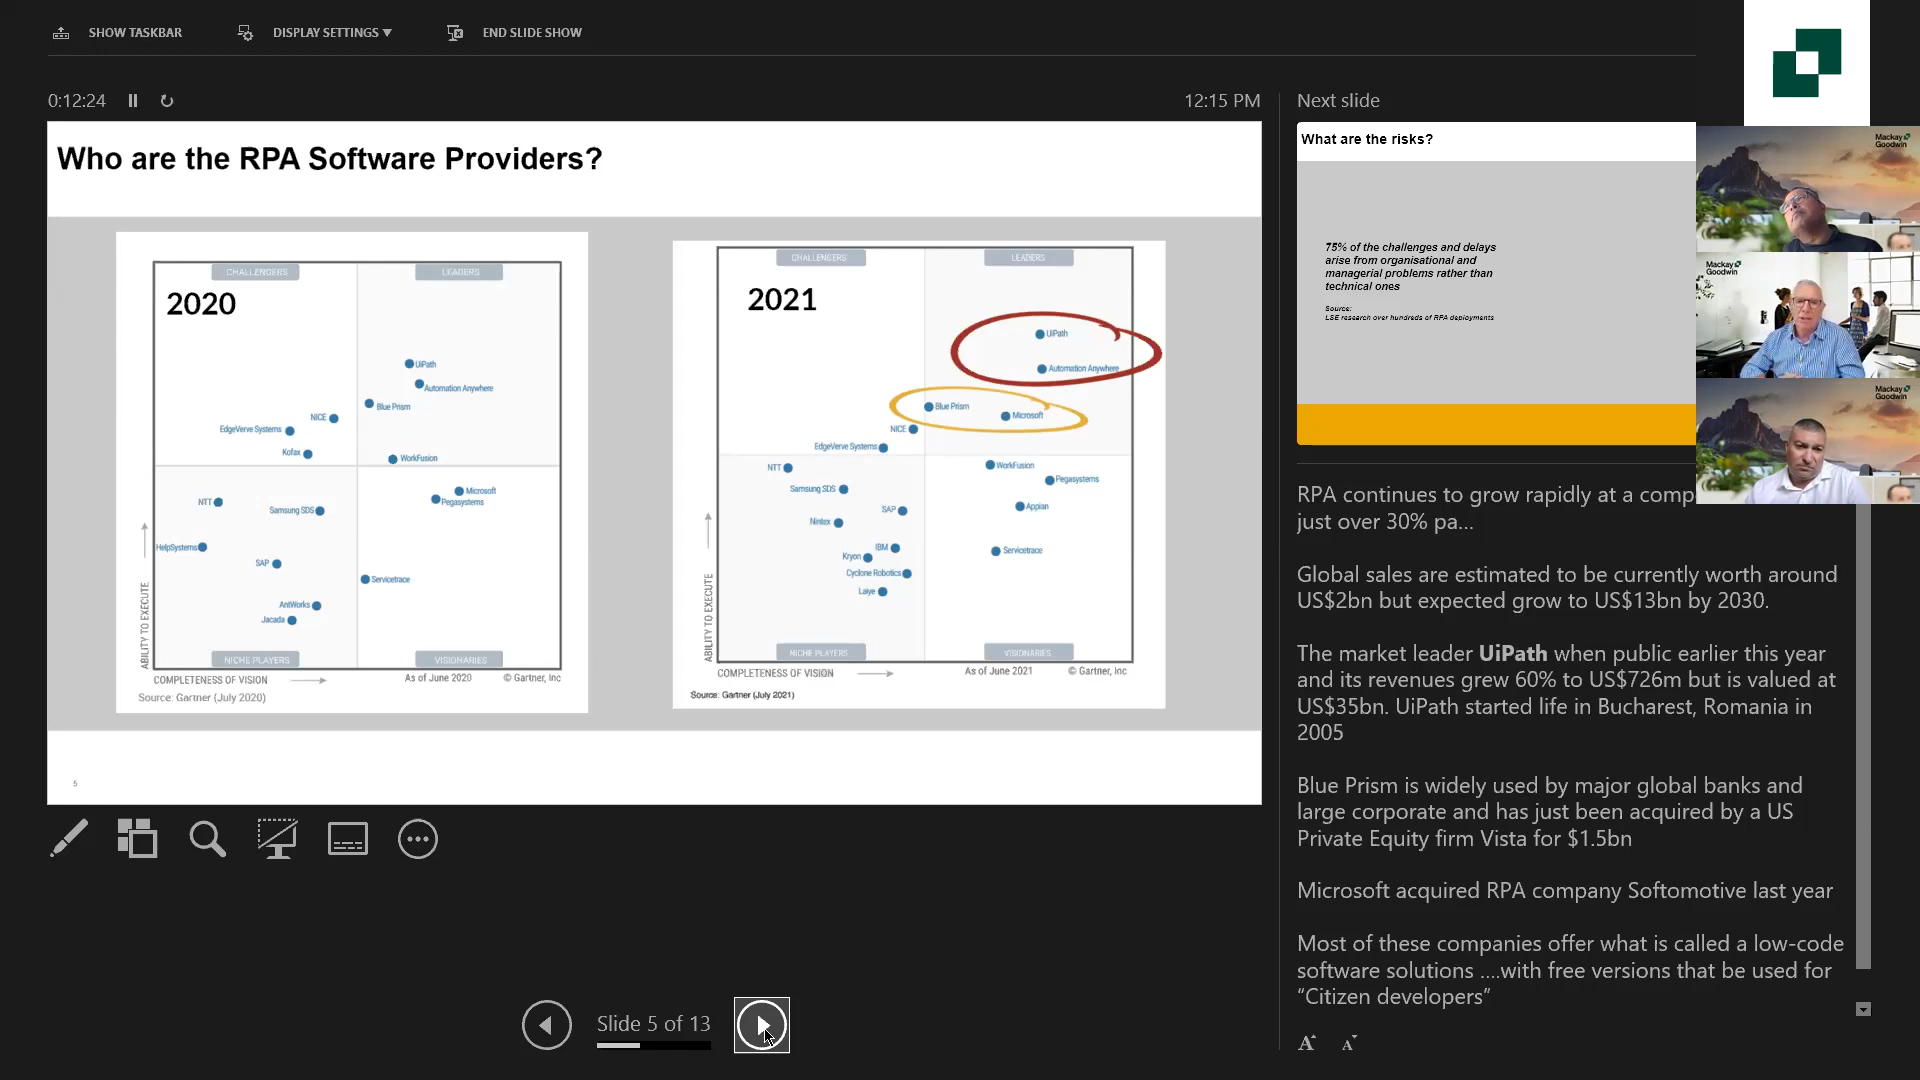 SHOW TASKBAR
DISPLAY SETTINGS ▼
END SLIDE SHOW
0:12:24
12:15 PM
Who are the RPA Software Providers?
CHALLENGERS
LEADERS
2020
UiPath
Automation Anywhere
Blue Prism
NICE
EdgeVerve Systems
Kofax
WorkFusion
Microsoft
Pegasystems
NTT
Samsung SDS
HelpSystems
SAP
Servicetrace
AntWorks
Jacada
NICHE PLAYERS
VISIONARIES
ABILITY TO EXECUTE
COMPLETENESS OF VISION
As of June 2020
© Gartner, Inc
Source: Gartner (July 2020)
CHALLENGERS
LEADERS
2021
UiPath
Automation Anywhere
Blue Prism
Microsoft
NICE
EdgeVerve Systems
NTT
WorkFusion
Samsung SDS
Pegasystems
SAP
Appian
Nintex
IBM
Kryon
Servicetrace
Cyclone Robotics
Laiye
NICHE PLAYERS
VISIONARIES
ABILITY TO EXECUTE
COMPLETENESS OF VISION
As of June 2021
© Gartner, Inc
Source: Gartner (July 2021)
5
Slide 5 of 13
Next slide
What are the risks?
75% of the challenges and delays
arise from organisational and
managerial problems rather than
technical ones
Source:
LSE research over hundreds of RPA deployments
Mackay
Goodwin
Mackay
Goodwin
Mackay
Goodwin
RPA continues to grow rapidly at a comp
just over 30% pa...
Global sales are estimated to be currently worth around
US$2bn but expected grow to US$13bn by 2030.
The market leader UiPath when public earlier this year
and its revenues grew 60% to US$726m but is valued at
US$35bn. UiPath started life in Bucharest, Romania in
2005
Blue Prism is widely used by major global banks and
large corporate and has just been acquired by a US
Private Equity firm Vista for $1.5bn
Microsoft acquired RPA company Softomotive last year
Most of these companies offer what is called a low-code
software solutions ....with free versions that be used for
“Citizen developers”
A
A